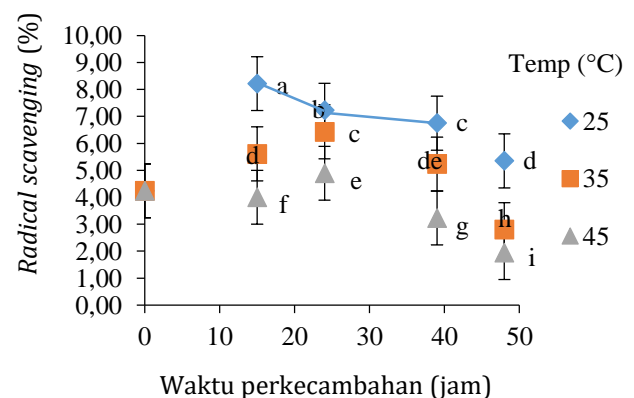 10,00
9,00
8,00
7,00
6,00
5,00
4,00
3,00
2,00
1,00
0,00
Radical scavenging (%)
a
b
c
c
d
d
de
e
f
g
h
i
0
10
20
30
40
50
Waktu perkecambahan (jam)
Temp (°C)
25
35
45